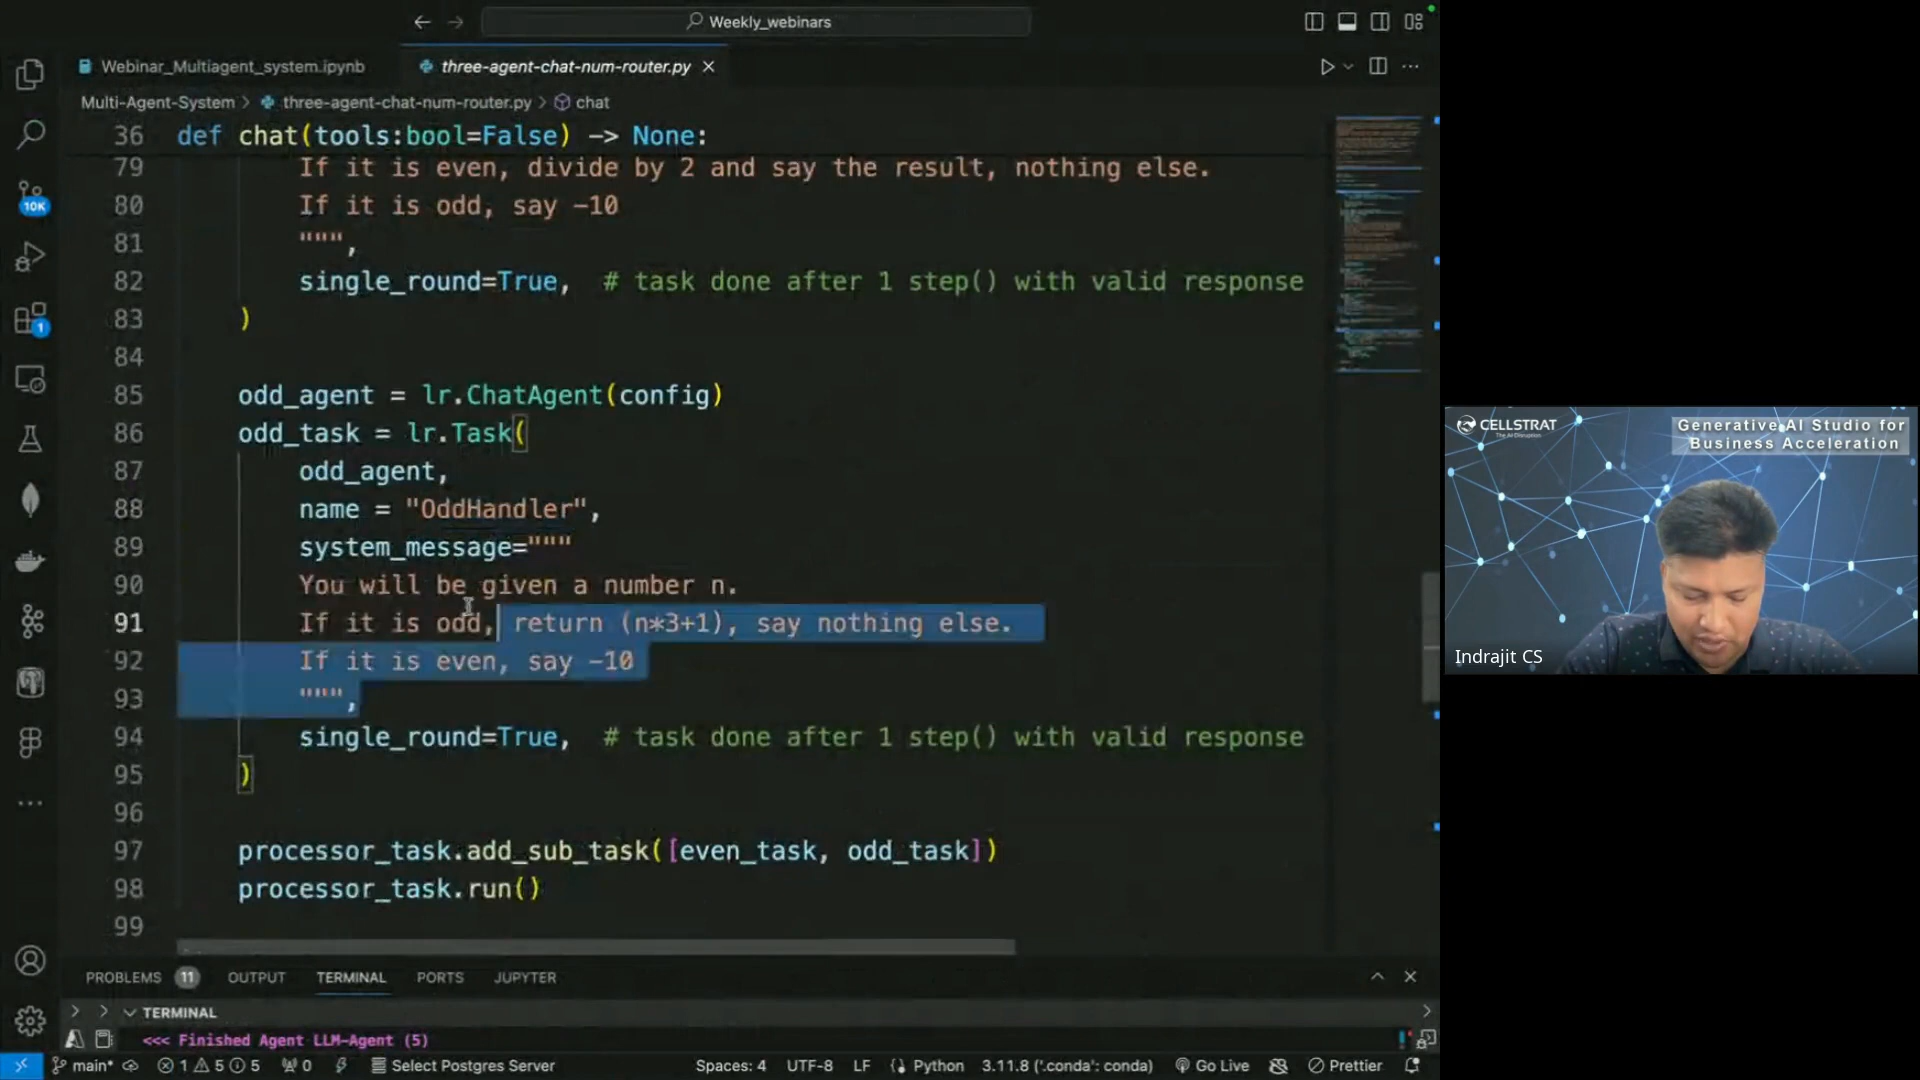 Weekly_webinars
Webinar_Multiagent_system.ipynb
three-agent-chat-num-router.py
Multi-Agent-System > three-agent-chat-num-router.py > chat
36 def chat(tools:bool=False) -> None:
79 If it is even, divide by 2 and say the result, nothing else.
80 If it is odd, say -10
81 """,
82 single_round=True, # task done after 1 step() with valid response
83 )
84
85 odd_agent = lr.ChatAgent(config)
86 odd_task = lr.Task(
87 odd_agent,
88 name = "OddHandler",
89 system_message="""
90 You will be given a number n.
91 If it is odd, return (n*3+1), say nothing else.
92 If it is even, say -10
93 """,
94 single_round=True, # task done after 1 step() with valid response
95 )
96
97 processor_task.add_sub_task([even_task, odd_task])
98 processor_task.run()
99
10K
1
PROBLEMS 11 OUTPUT TERMINAL PORTS JUPYTER
TERMINAL
<<< Finished Agent LLM-Agent (5)
main* 1 5 5 0 Select Postgres Server Spaces: 4 UTF-8 LF Python 3.11.8 ('.conda': conda) Go Live Prettier
CELLSTRAT
Generative AI Studio for
Business Acceleration
Indrajit CS